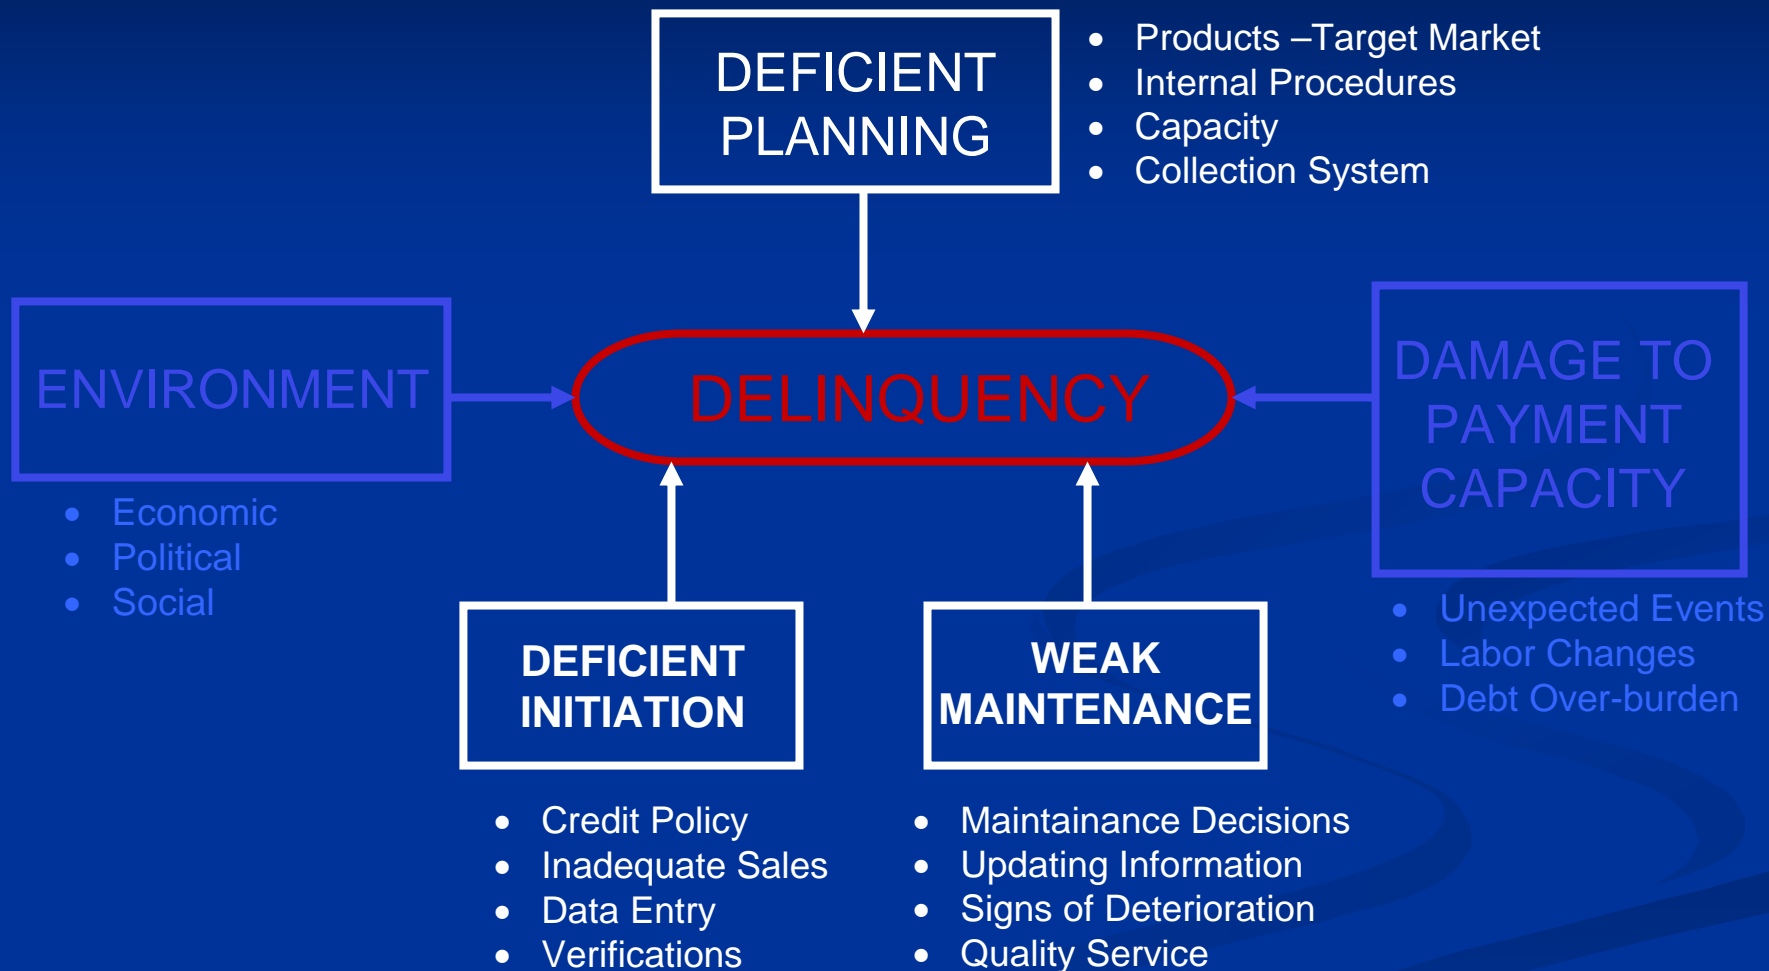 DEFICIENT
PLANNING
• Products –Target Market
• Internal Procedures
• Capacity
• Collection System
ENVIRONMENT
• Economic
• Political
• Social
DELINQUENCY
DAMAGE TO
PAYMENT
CAPACITY
• Unexpected Events
• Labor Changes
• Debt Over-burden
DEFICIENT
INITIATION
• Credit Policy
• Inadequate Sales
• Data Entry
• Verifications
WEAK
MAINTENANCE
• Maintainance Decisions
• Updating Information
• Signs of Deterioration
• Quality Service